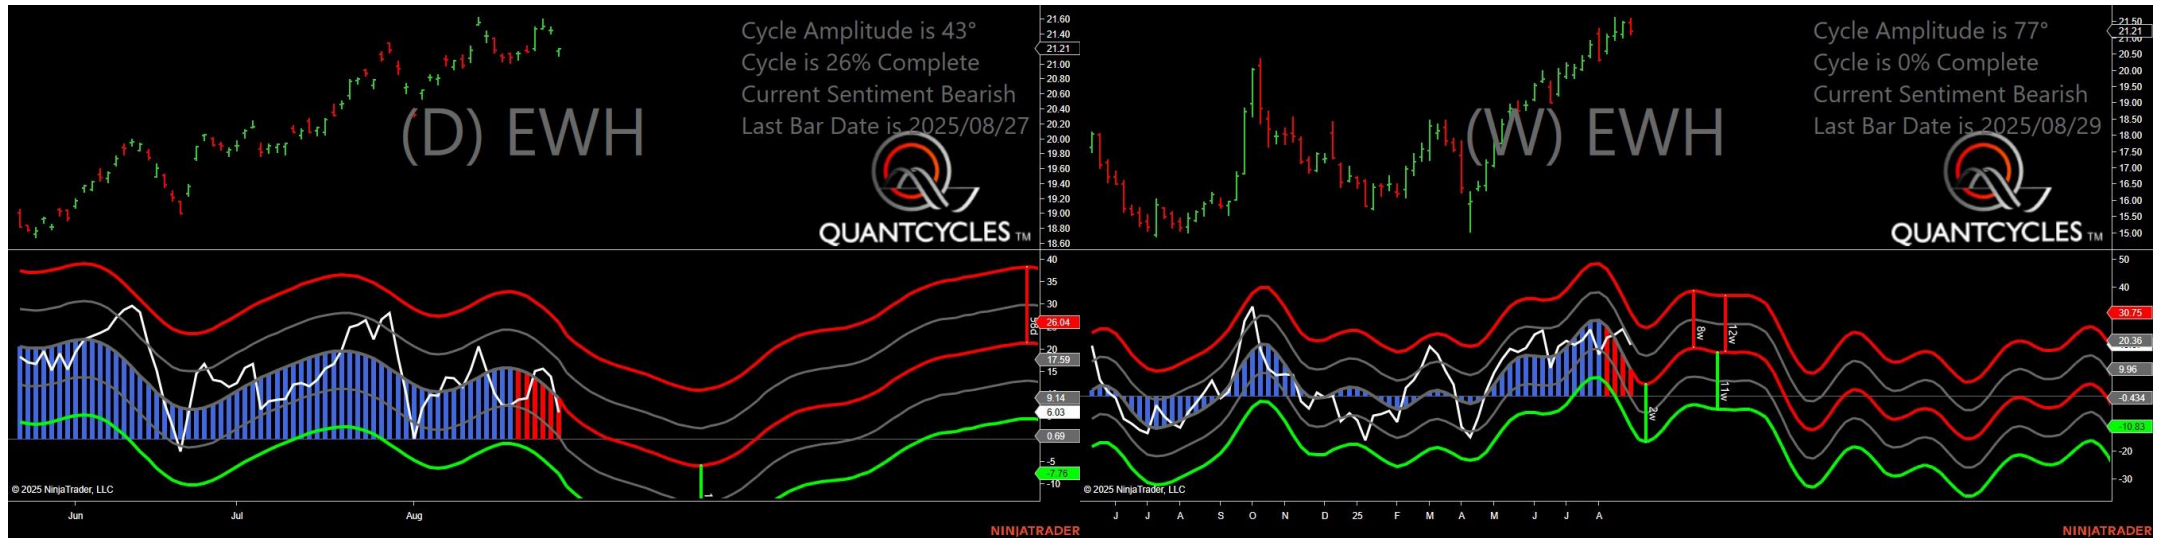 Cycle Amplitude is 43°
Cycle is 26% Complete
Current Sentiment Bearish
Last Bar Date is 2025/08/27
(D) EWH
QUANTCYCLES TM
21.60
21.40
21.21
21.00
20.80
20.60
20.40
20.20
20.00
19.80
19.60
19.40
19.20
19.00
18.80
18.60
40
35
30
26.04
20
17.59
15
9.14
6.03
0.69
-5
-7.76
-10
98d
1
© 2025 NinjaTrader, LLC
Jun Jul Aug
NINJATRADER
Cycle Amplitude is 77°
Cycle is 0% Complete
Current Sentiment Bearish
Last Bar Date is 2025/08/29
(W) EWH
QUANTCYCLES TM
21.50
21.21
21.00
20.50
20.00
19.50
19.00
18.50
18.00
17.50
17.00
16.50
16.00
15.50
15.00
50
40
30.75
20.36
9.96
-0.434
-10.83
-20
-30
8w
12w
11w
2w
© 2025 NinjaTrader, LLC
J J A S O N D 25 F M A M J J A
NINJATRADER